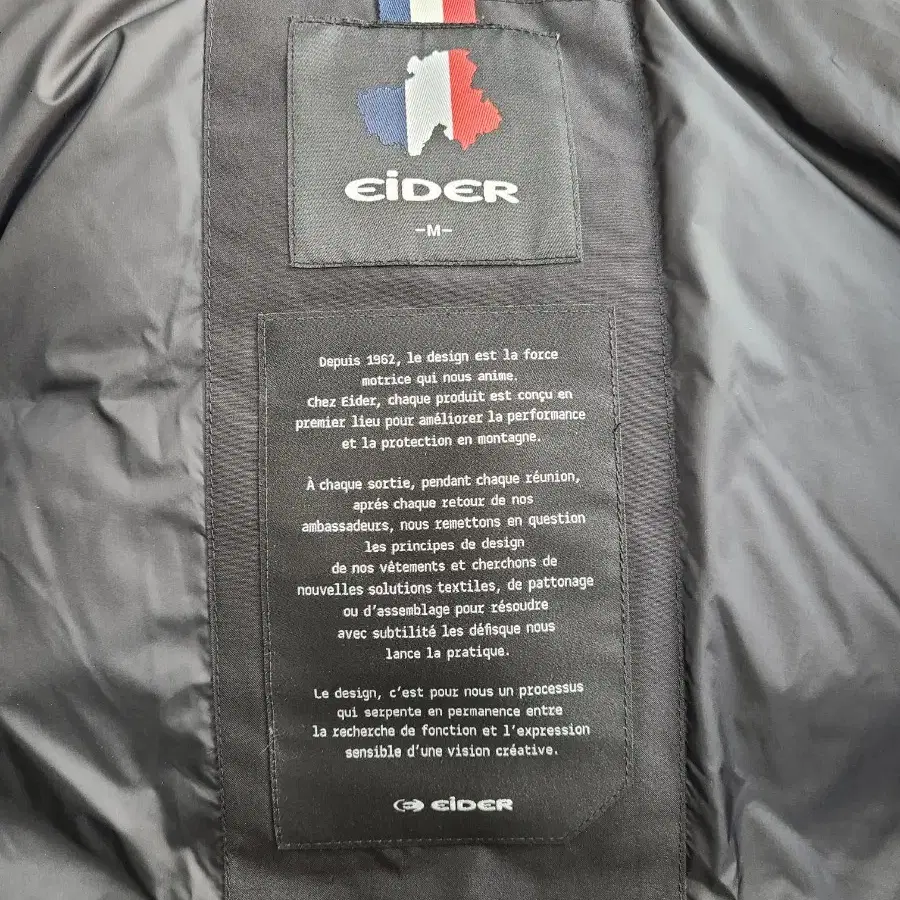 EiDER
-M-
Depuis 1962, le design est la force
motrice qui nous anime.
Chez Eider, chaque produit est conçu en
premier lieu pour améliorer la performance
et la protection en montagne.
À chaque sortie, pendant chaque réunion,
aprés chaque retour de nos
ambassadeurs, nous remettons en question
les principes de design
de nos vêtements et cherchons de
nouvelles solutions textiles, de pattonage
ou d'assemblage pour résoudre
avec subtilité les défisque nous
lance la pratique.
Le design, c'est pour nous un processus
qui serpente en permanence entre
la recherche de fonction et l'expression
sensible d'une vision créative.
EiDER